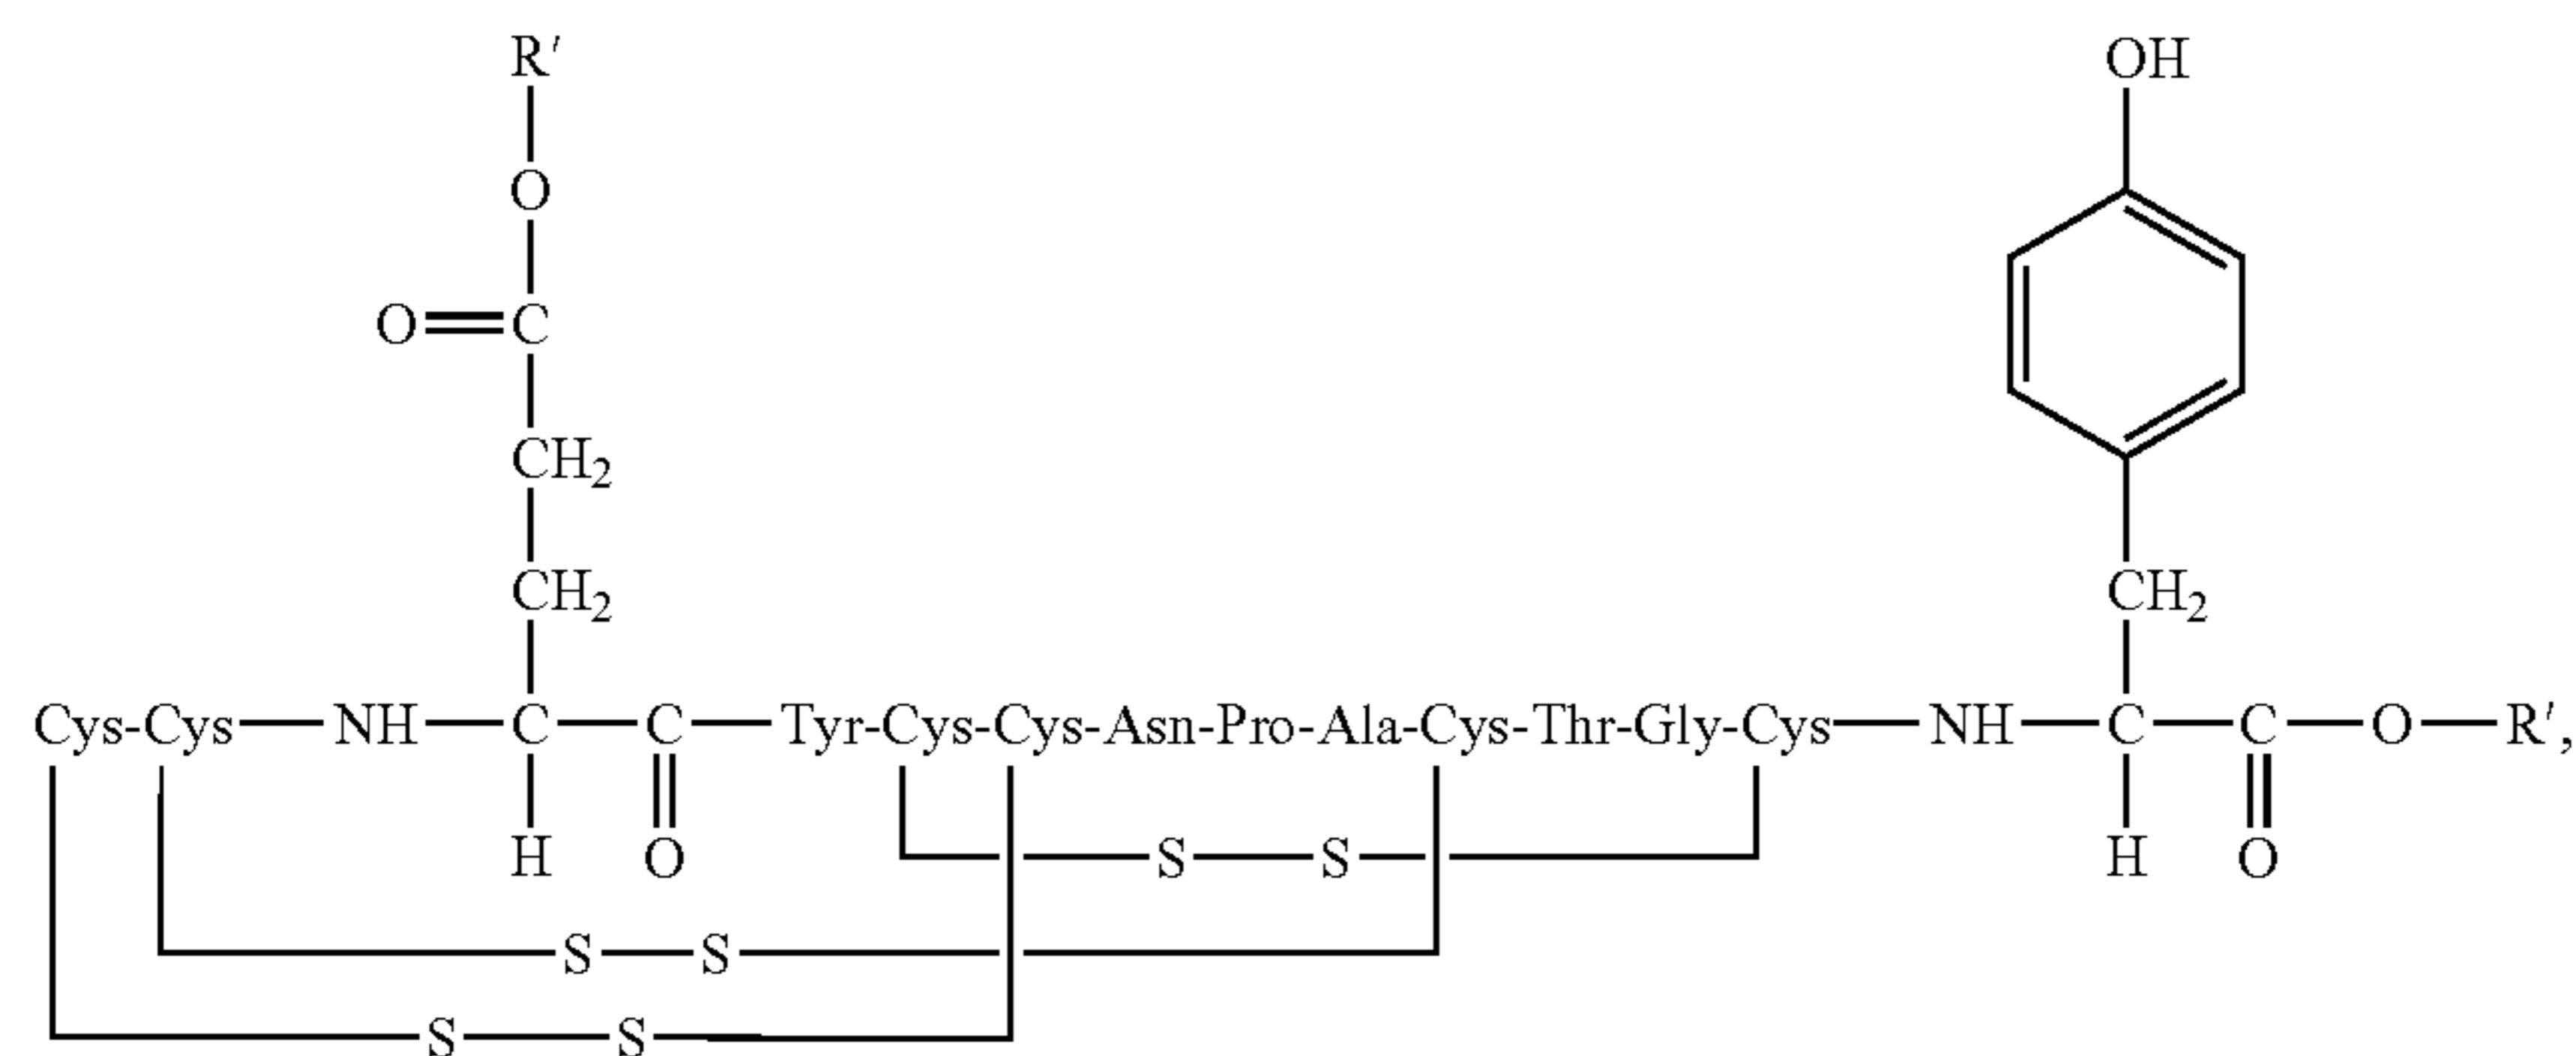 R′ OH
O
O C
CH2
CH2 CH2
Cys-Cys NH C C Tyr-Cys-Cys-Asn-Pro-Ala-Cys-Thr-Gly-Cys NH C C O R′,
H O S S H O
S S
S S